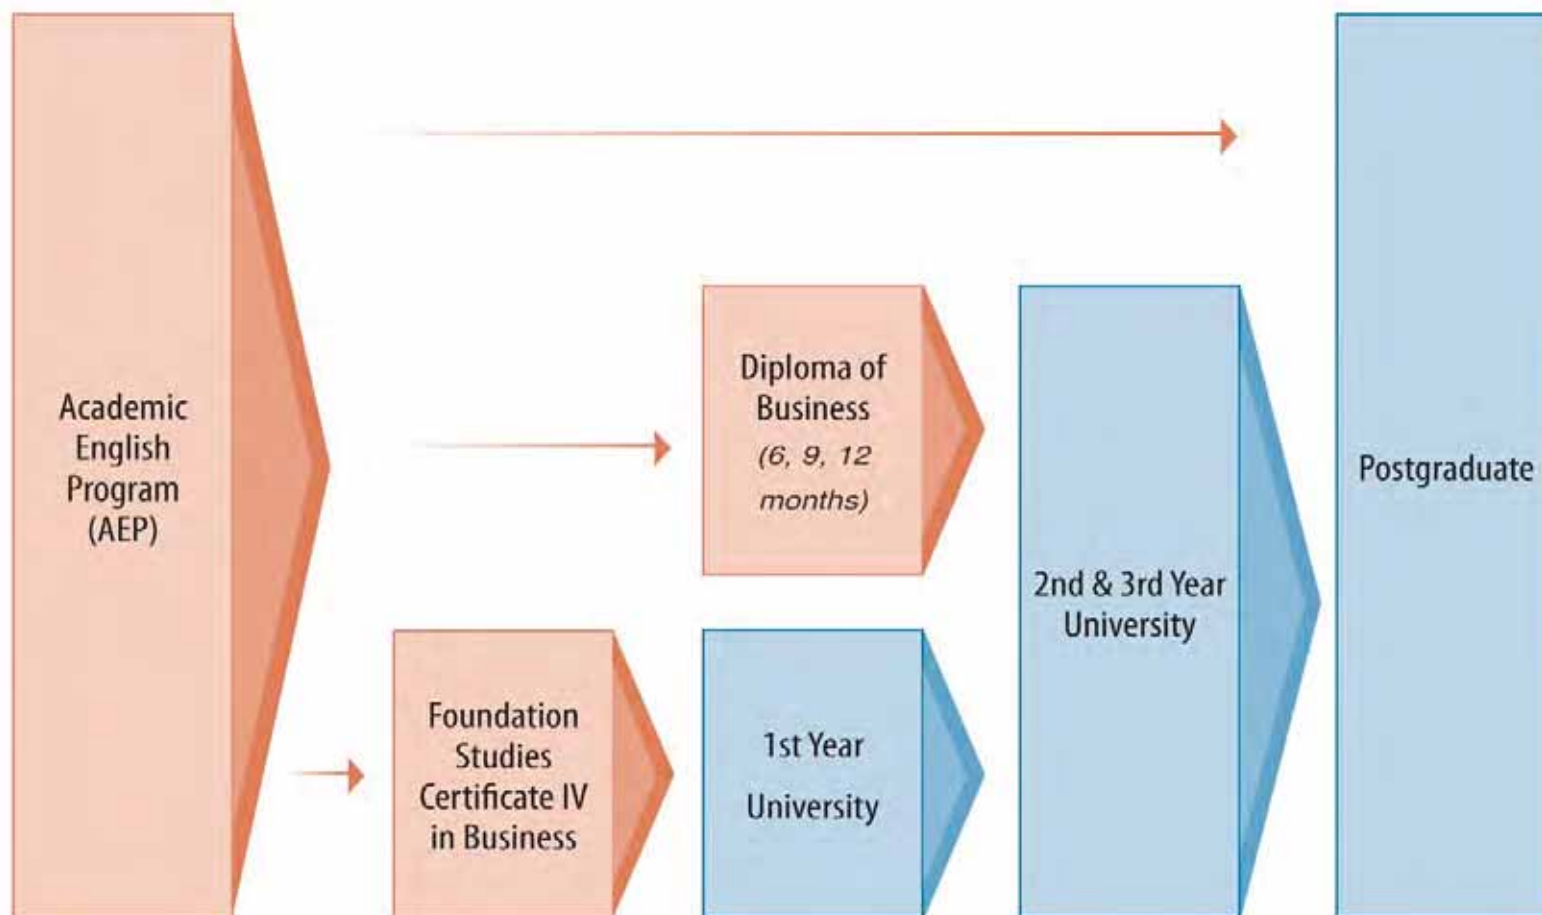 Academic
English
Program
(AEP)
Diploma of
Business
(6, 9, 12
months)
Foundation
Studies
Certificate IV
in Business
1st Year
University
2nd & 3rd Year
University
Postgraduate